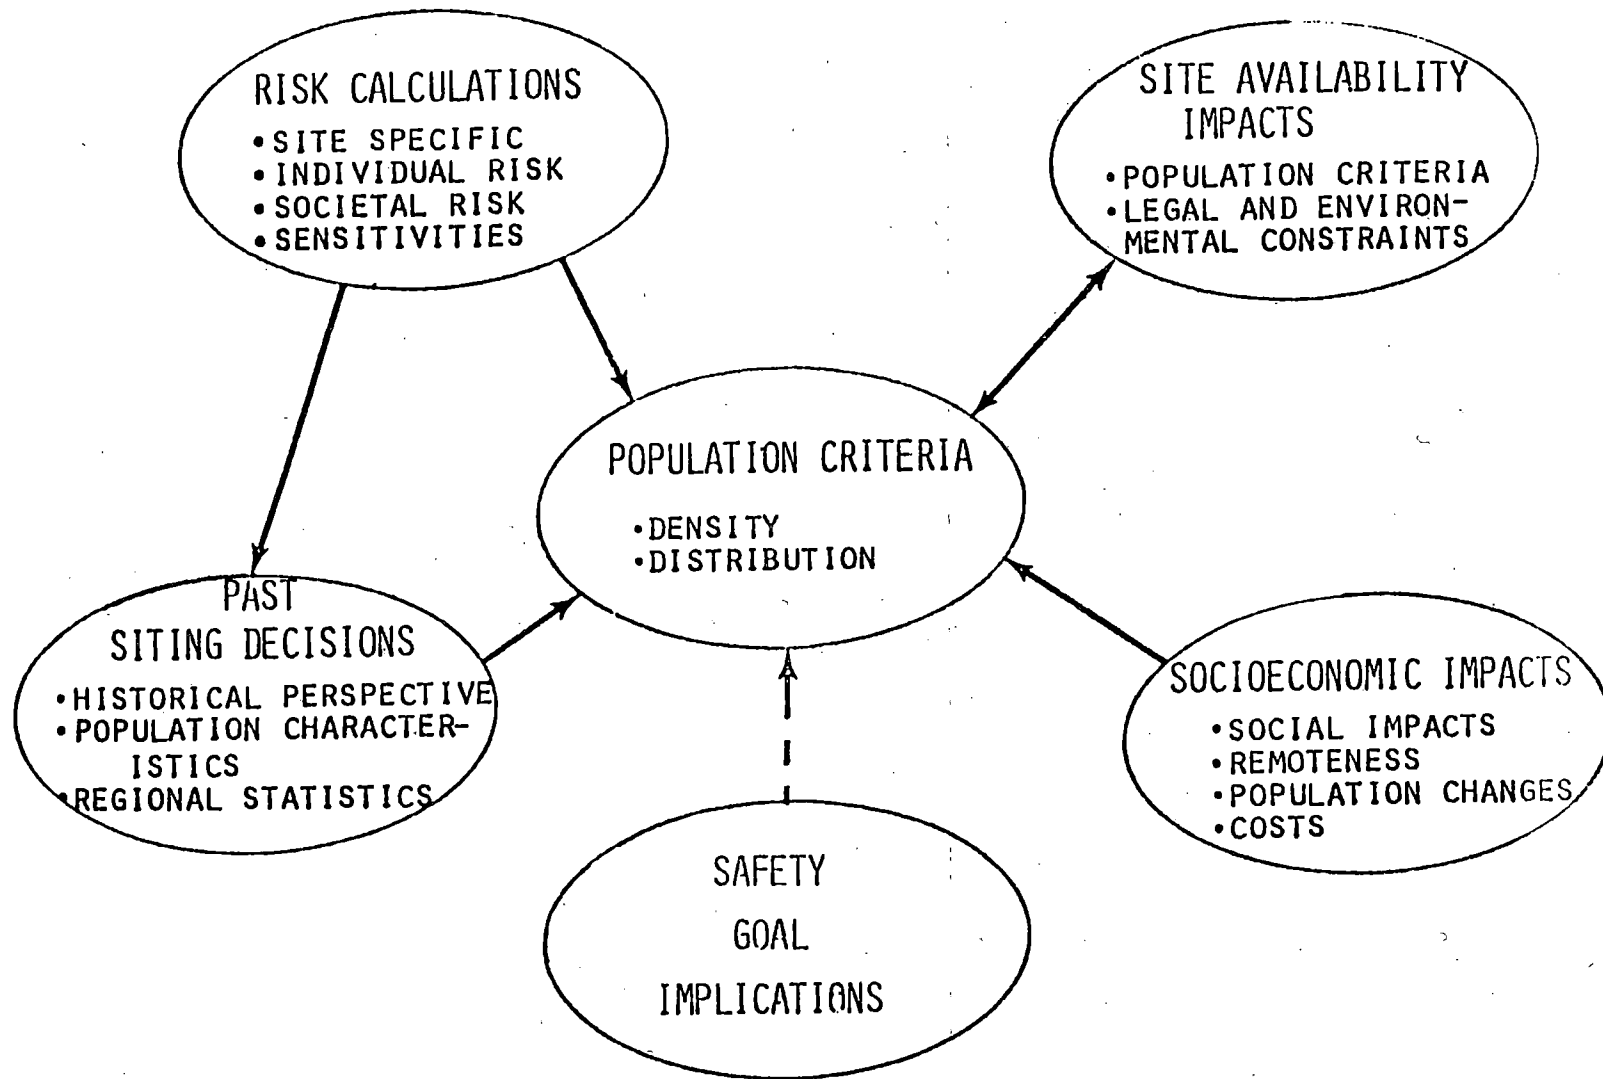 RISK CALCULATIONS
•SITE SPECIFIC
•INDIVIDUAL RISK
•SOCIETAL RISK
•SENSITIVITIES
SITE AVAILABILITY
IMPACTS
•POPULATION CRITERIA
•LEGAL AND ENVIRON-
MENTAL CONSTRAINTS
POPULATION CRITERIA
•DENSITY
•DISTRIBUTION
PAST
SITING DECISIONS
•HISTORICAL PERSPECTIVE
•POPULATION CHARACTER-
ISTICS
•REGIONAL STATISTICS
SOCIOECONOMIC IMPACTS
•SOCIAL IMPACTS
•REMOTENESS
•POPULATION CHANGES
•COSTS
SAFETY
GOAL
IMPLICATIONS